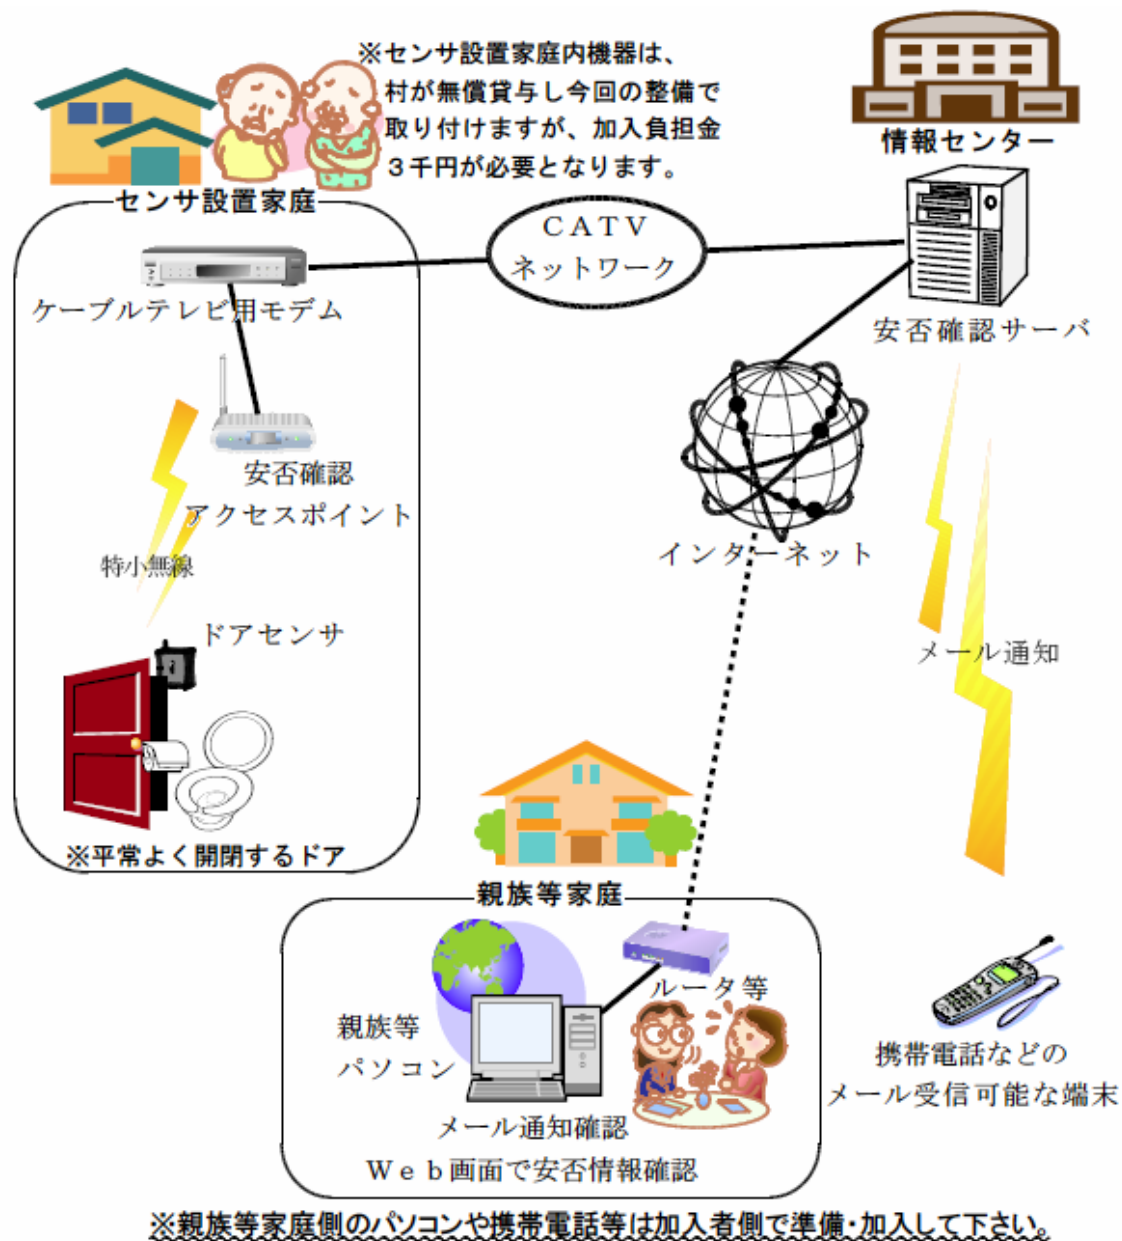 ※センサ設置家庭内機器は、
村が無償貸与し今回の整備で
取り付けますが、加入負担金
３千円が必要となります。
情報センター
センサ設置家庭
ＣＡＴＶ
ネットワーク
ケーブルテレビ用モデム
安否確認サーバ
安否確認
アクセスポイント
特小無線
インターネット
ドアセンサ
メール通知
※平常よく開閉するドア
親族等家庭
ルータ等
親族等
パソコン
携帯電話などの
メール受信可能な端末
メール通知確認
Ｗｅｂ画面で安否情報確認
※親族等家庭側のパソコンや携帯電話等は加入者側で準備・加入して下さい。